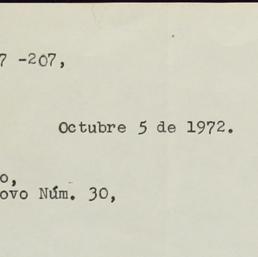 7 -207,
Octubre 5 de 1972.
o,
ovo Núm. 30,